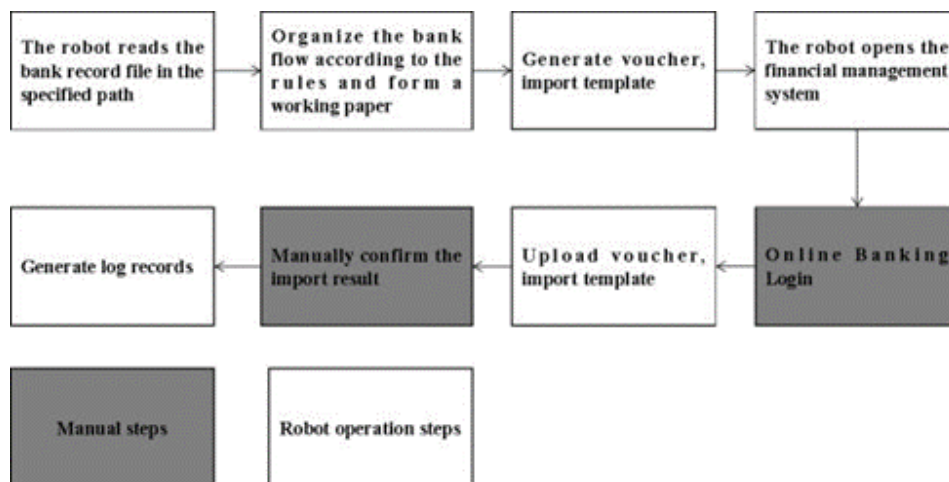 The robot reads the
bank record file in the
specified path
Organize the bank
flow according to the
rules and form a
working paper
Generate voucher,
import template
The robot opens the
financial management
system
Generate log records
Manually confirm the
import result
Upload voucher,
import template
Online Banking
Login
Manual steps
Robot operation steps